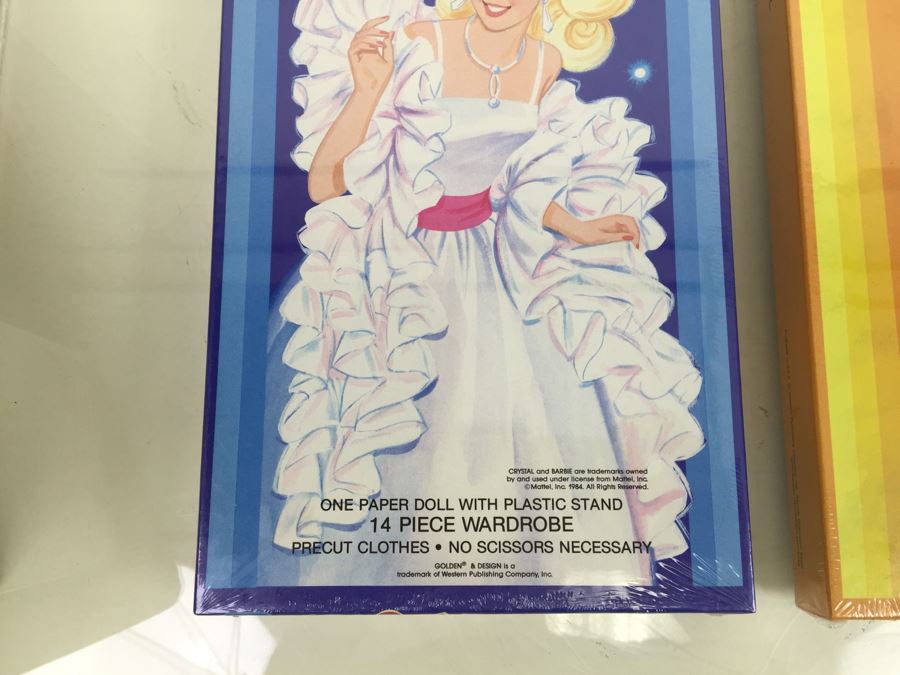 CRYSTAL and BARBIE are trademarks owned
by and used under license from Mattel, Inc.
©Mattel, Inc. 1984. All Rights Reserved.
ONE PAPER DOLL WITH PLASTIC STAND
14 PIECE WARDROBE
PRECUT CLOTHES • NO SCISSORS NECESSARY
GOLDEN® & DESIGN is a
trademark of Western Publishing Company, Inc.